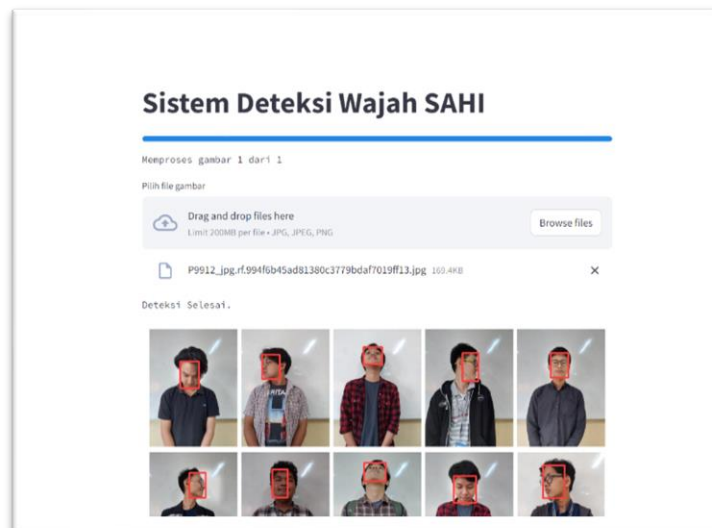 Sistem Deteksi Wajah SAHI
Memproses gambar 1 dari 1
Pilih file gambar
Drag and drop files here
Limit 200MB per file • JPG, JPEG, PNG
Browse files
P9912_jpg.rf.994f6b45ad81380c3779bdaf7019ff13.jpg 169.4KB
Deteksi Selesai.